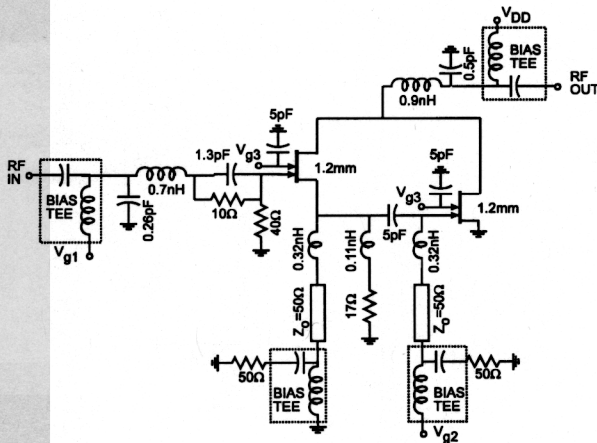 VDD
BIAS
TEE
0.5pF
RF
OUT
0.9nH
5pF
1.3pF
Vg3
1.2mm
5pF
RF
IN
0.7nH
Vg3
1.2mm
BIAS
TEE
0.26pF
10Ω
40Ω
5pF
Vg1
0.32nH
0.11nH
0.32nH
Zo=50Ω
17Ω
Zo=50Ω
50Ω
BIAS
TEE
50Ω
BIAS
TEE
Vg2